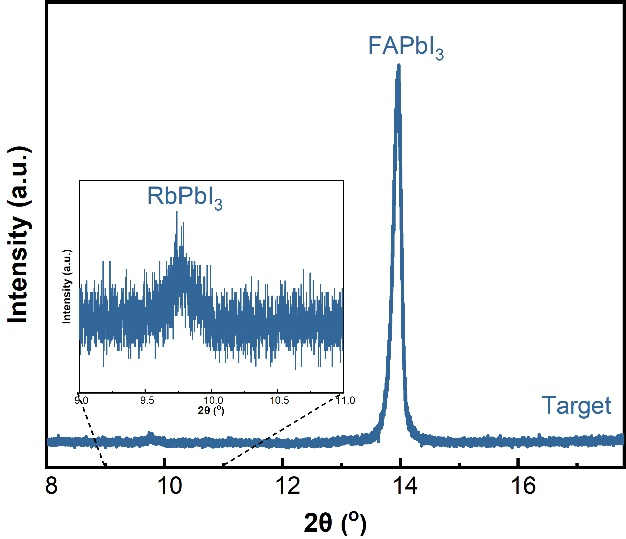 FAPbI₃
RbPbI₃
Intensity (a.u.)
Intensity (a.u.)
9.0 9.5 10.0 10.5 11.0
2θ (º)
Target
8 10 12 14 16
2θ (º)